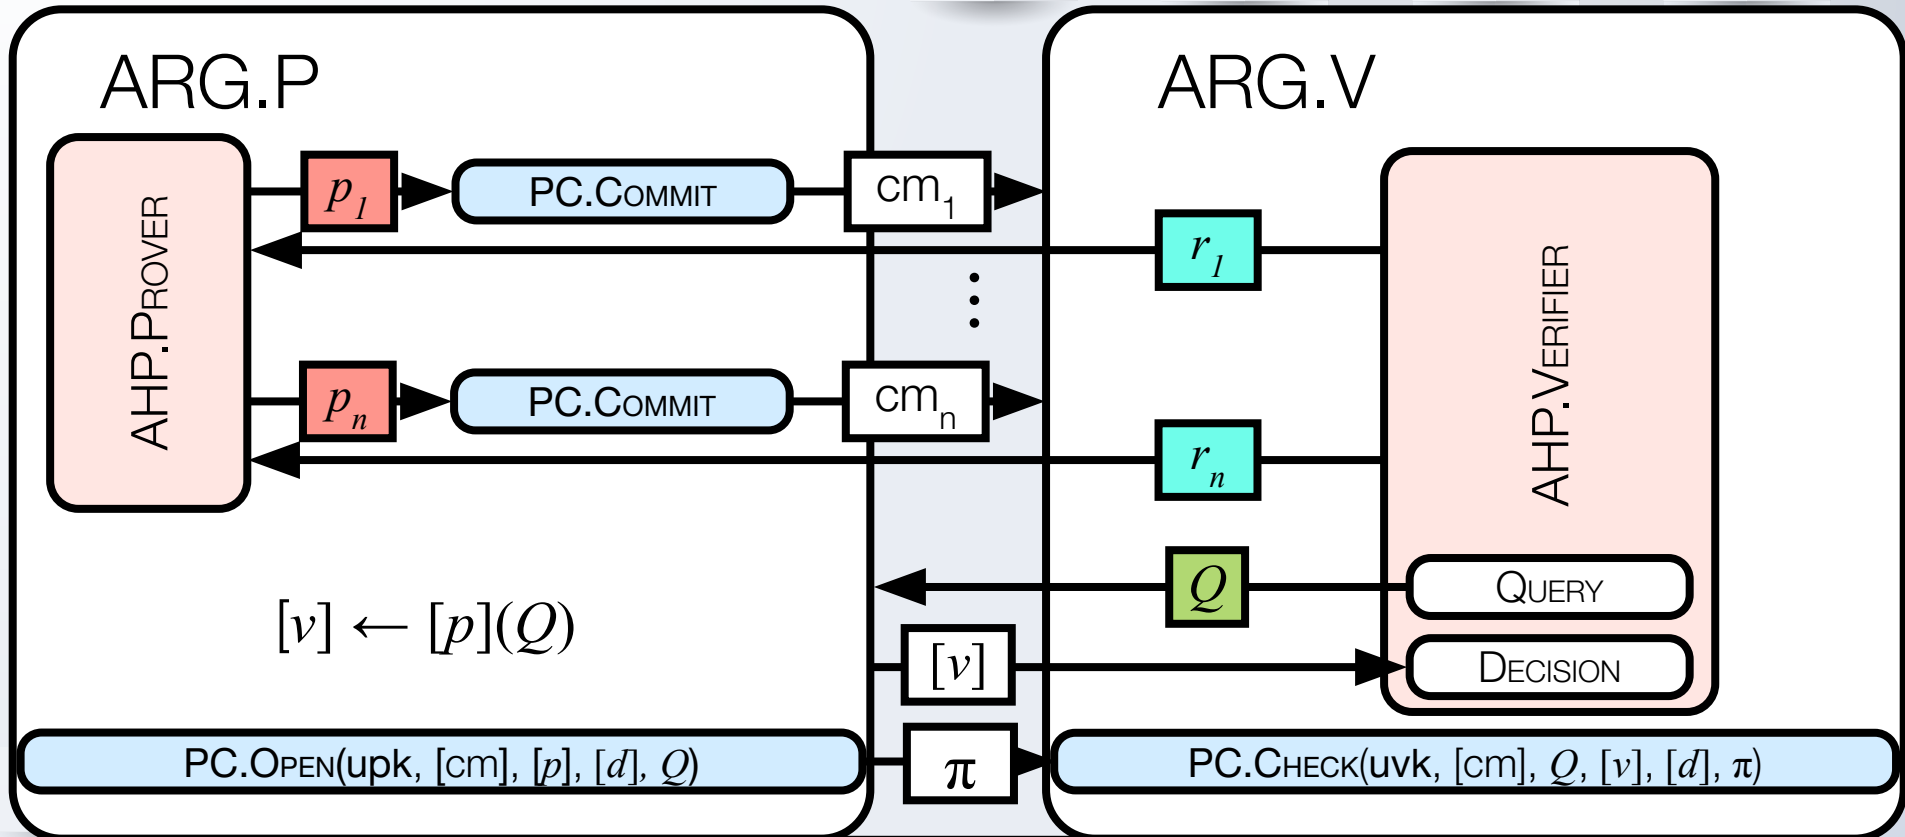 ARG.P
ARG.V
AHP.PROVER
p1
PC.COMMIT
cm1
r1
⋮
pn
PC.COMMIT
cmn
rn
AHP.VERIFIER
Q
QUERY
[v] ← [p](Q)
[v]
DECISION
PC.OPEN(upk, [cm], [p], [d], Q)
π
PC.CHECK(uvk, [cm], Q, [v], [d], π)